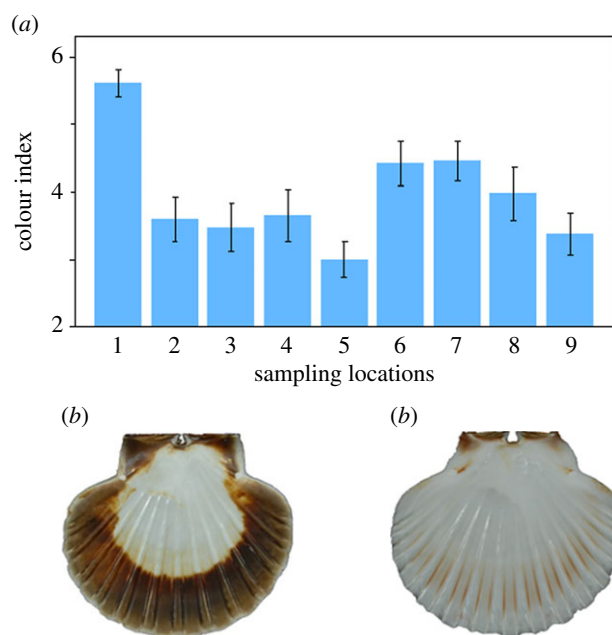 (a)
6
4
2
colour index
1 2 3 4 5 6 7 8 9
sampling locations
(b) (b)